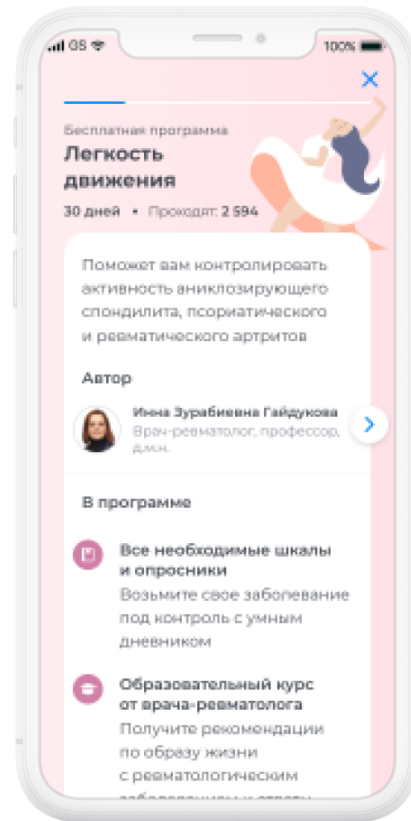 GS
100%
Бесплатная программа
Легкость
движения
30 дней • Проходят: 2 594
Поможет вам контролировать
активность аниклозирующего
спондилита, псориатического
и ревматического артритов
Автор
Инна Зурабиевна Гайдукова
Врач-ревматолог, профессор,
д.м.н.
В программе
Все необходимые шкалы
и опросники
Возьмите свое заболевание
под контроль с умным
дневником
Образовательный курс
от врача-ревматолога
Получите рекомендации
по образу жизни
с ревматологическим